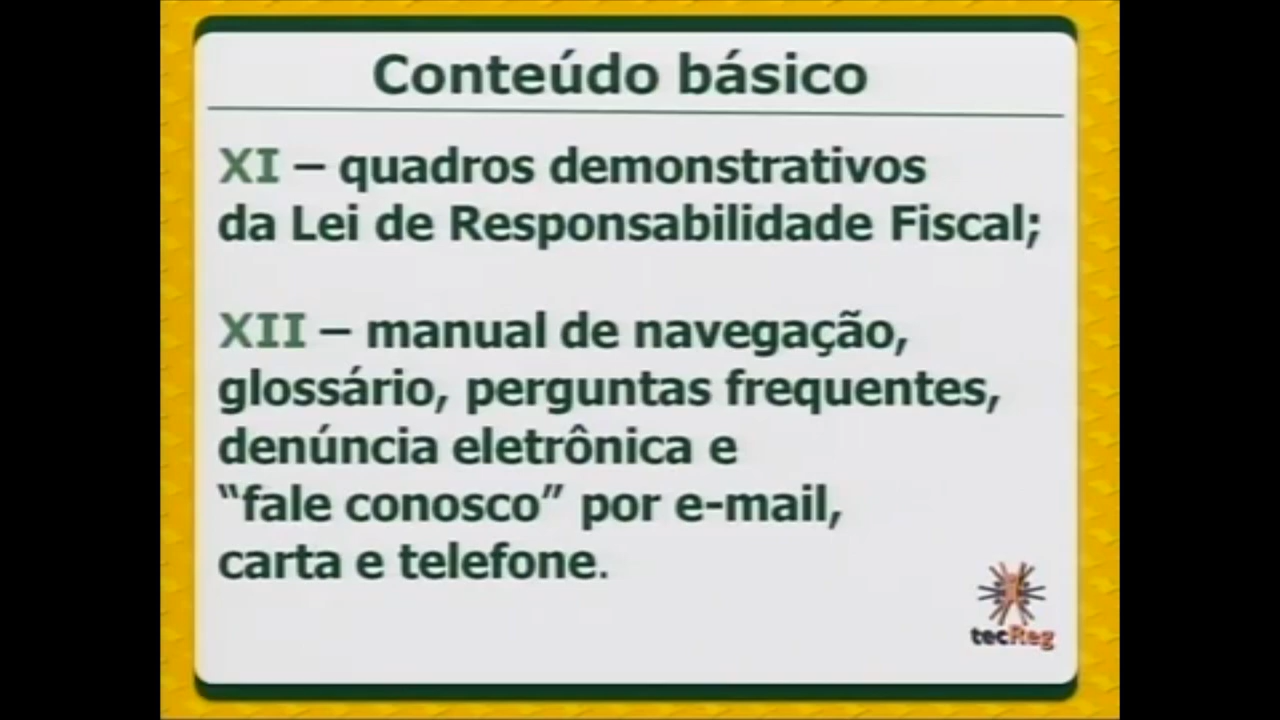 Conteúdo básico
XI – quadros demonstrativos
da Lei de Responsabilidade Fiscal;
XII – manual de navegação,
glossário, perguntas frequentes,
denúncia eletrônica e
“fale conosco” por e-mail,
carta e telefone.
tecReg